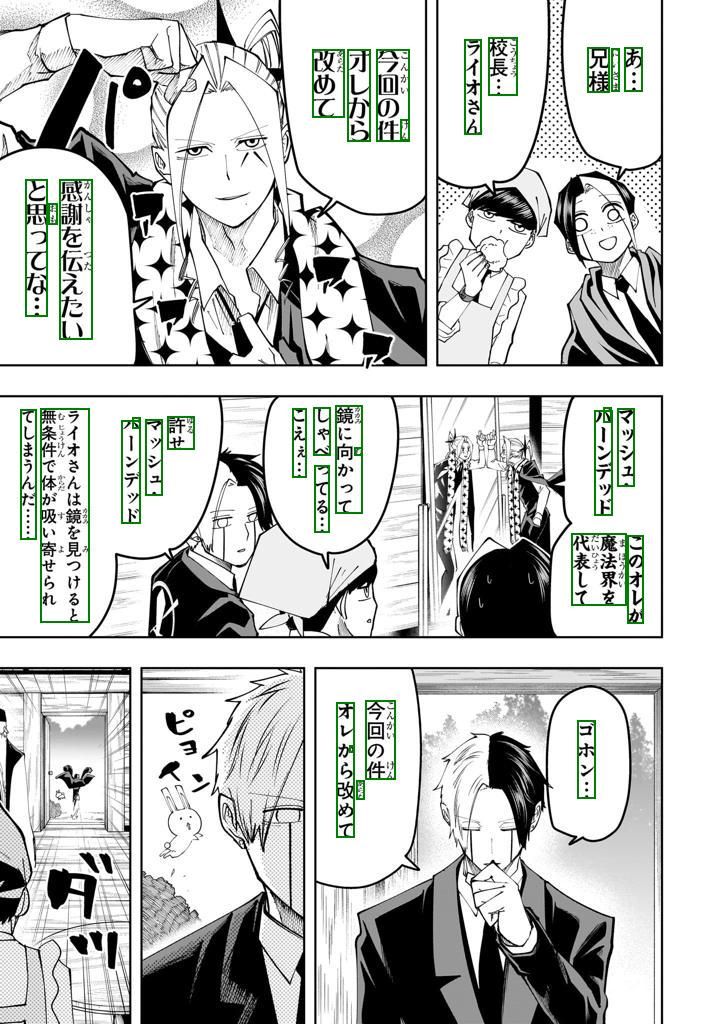 あ…
兄様
校長…
ライオさん
今回の件
オレから
改めて
感謝を伝えたい
と思ってな…
マッシュ・
バーンデッド
このオレが
魔法界を
代表して
鏡に向かって
しゃべってる…
こえぇ…
許せ
マッシュ・
バーンデッド
ライオさんは鏡を見つけると
無条件で体が吸い寄せられ
てしまうんだ……
ゴホン…
今回の件
オレから改めて
ピョイーン
ダッ